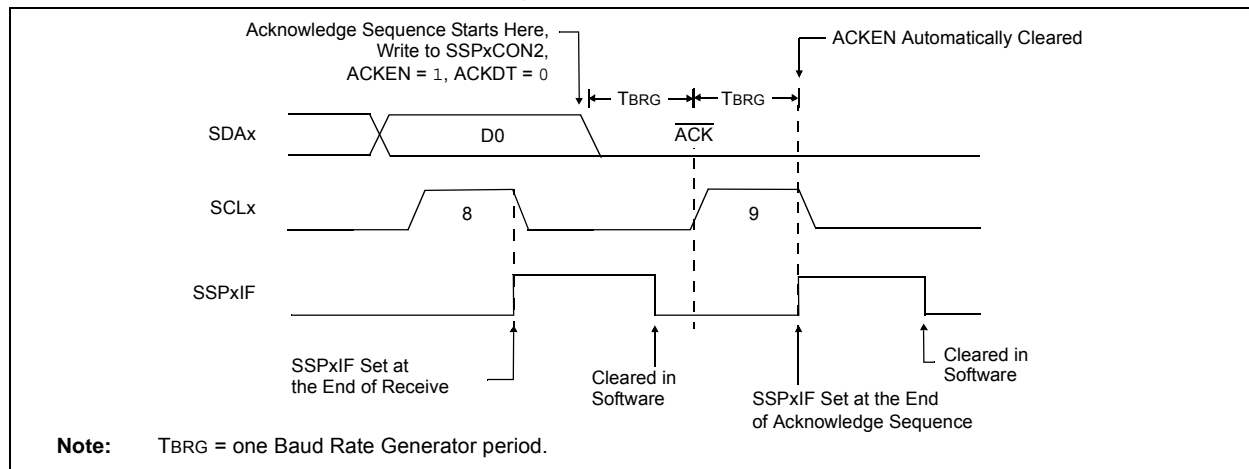 Acknowledge Sequence Starts Here,
Write to SSPxCON2,
ACKEN = 1, ACKDT = 0
ACKEN Automatically Cleared
TBRG
TBRG
SDAx
D0
ACK
SCLx
8
9
SSPxIF
SSPxIF Set at
the End of Receive
Cleared in
Software
SSPxIF Set at the End
of Acknowledge Sequence
Cleared in
Software
Note: TBRG = one Baud Rate Generator period.